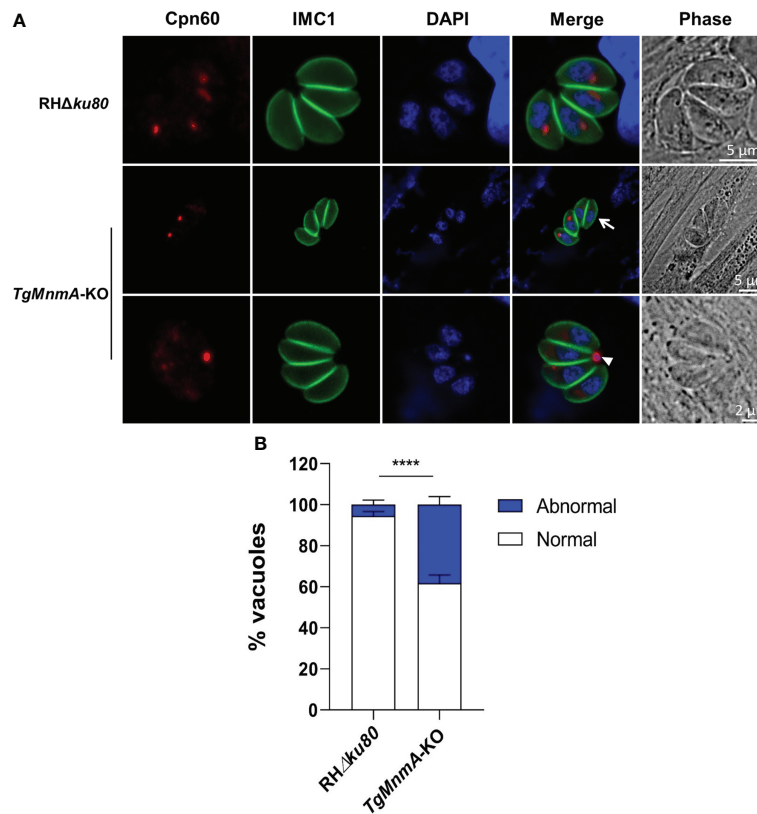 A
Cpn60 IMC1 DAPI Merge Phase
RHΔku80
5 µm
TgMnmA-KO
5 µm
2 µ
B
****
120
100
80
60
40
20
0
% vacuoles
Abnormal
Normal
RHΔku80
TgMnmA-KO